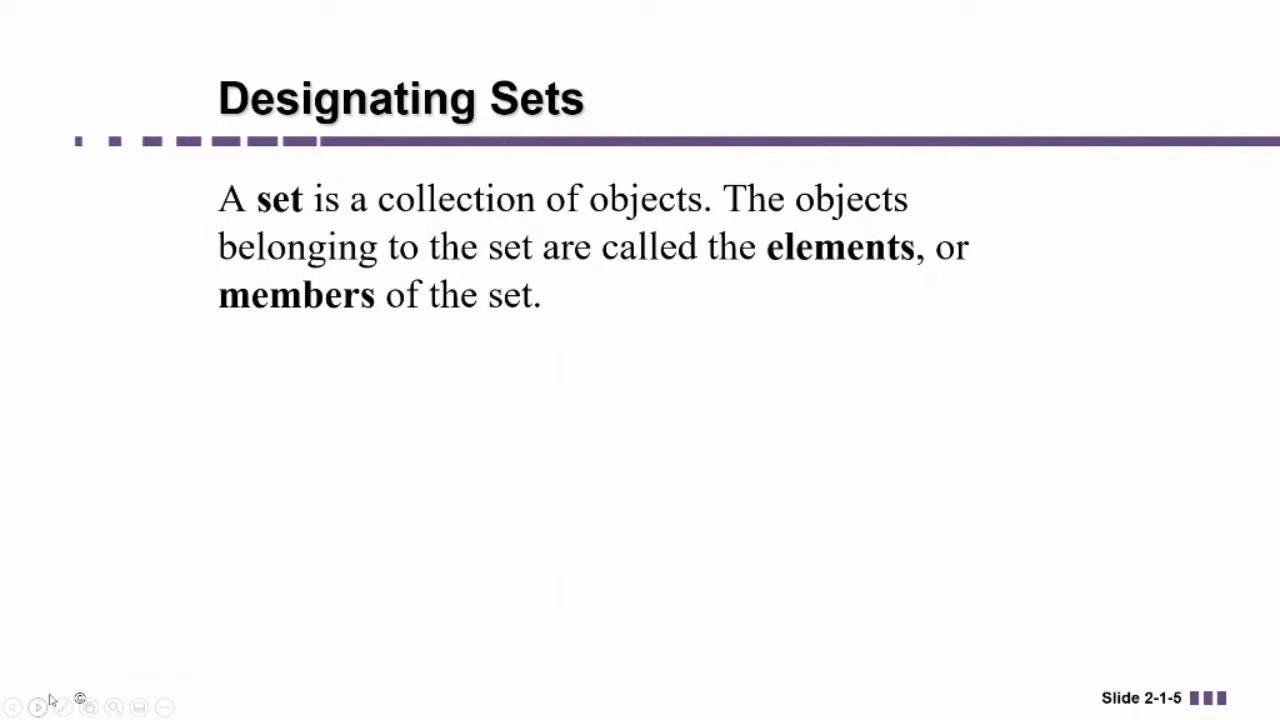 Designating Sets
A set is a collection of objects. The objects
belonging to the set are called the elements, or
members of the set.
©
Slide 2-1-5